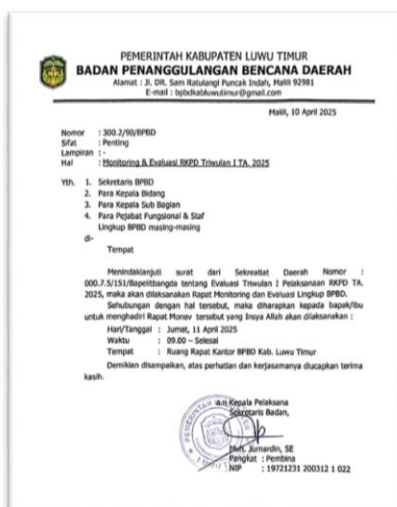 PEMERINTAH KABUPATEN LUWU TIMUR
BADAN PENANGGULANGAN BENCANA DAERAH
Alamat : Jl. DR. Sam Ratulangi Puncak Indah, Malili 92981
E-mail : bpbdkabluwutimur@gmail.com
Malili, 10 April 2025
Nomor : 300.2/90/BPBD
Sifat : Penting
Lampiran : -
Hal : Monitoring & Evaluasi RKPD Triwulan I TA. 2025
Yth. 1. Sekretaris BPBD
2. Para Kepala Bidang
3. Para Kepala Sub Bagian
4. Para Pejabat Fungsional & Staf
Lingkup BPBD masing-masing
di-
Tempat
Menindaklanjuti surat dari Sekreatiat Daerah Nomor :
000.7.5/151/Bapelitbangda tentang Evaluasi Triwulan I Pelaksanaan RKPD TA.
2025, maka akan dilaksanakan Rapat Monitoring dan Evaluasi Lingkup BPBD.
Sehubungan dengan hal tersebut, maka diharapkan kepada bapak/ibu
untuk menghadiri Rapat Monev tersebut yang Insya Allah akan dilaksanakan :
Hari/Tanggal : Jumat, 11 April 2025
Waktu : 09.00 – Selesai
Tempat : Ruang Rapat Kantor BPBD Kab. Luwu Timur
Demikian disampaikan, atas perhatian dan kerjasamanya diucapkan terima
kasih.
a.n Kepala Pelaksana
Sekretaris Badan,
Muh. Jumardin, SE
Pangkat : Pembina
NIP : 19721231 200312 1 022